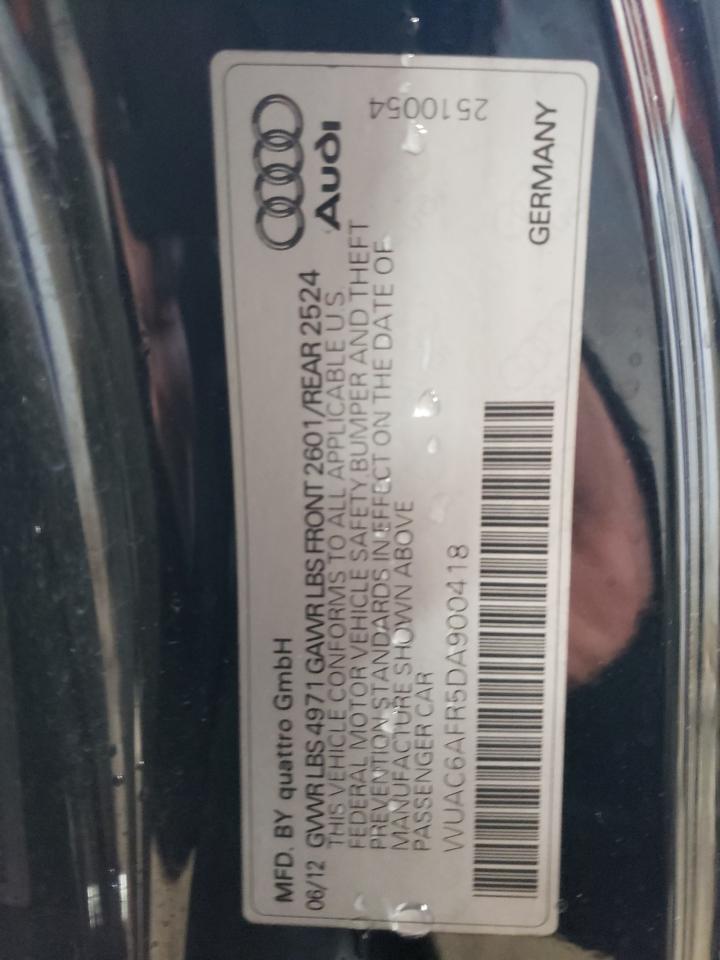 MFD. BY quattro GmbH
Audi
06/12 GVWR LBS 4971 GAWR LBS FRONT 2601/REAR 2524
THIS VEHICLE CONFORMS TO ALL APPLICABLE U.S.
FEDERAL MOTOR VEHICLE SAFETY, BUMPER AND THEFT
PREVENTION STANDARDS IN EFFECT ON THE DATE OF
MANUFACTURE SHOWN ABOVE
PASSENGER CAR
WUAC6AFR5DA900418
2510054
GERMANY